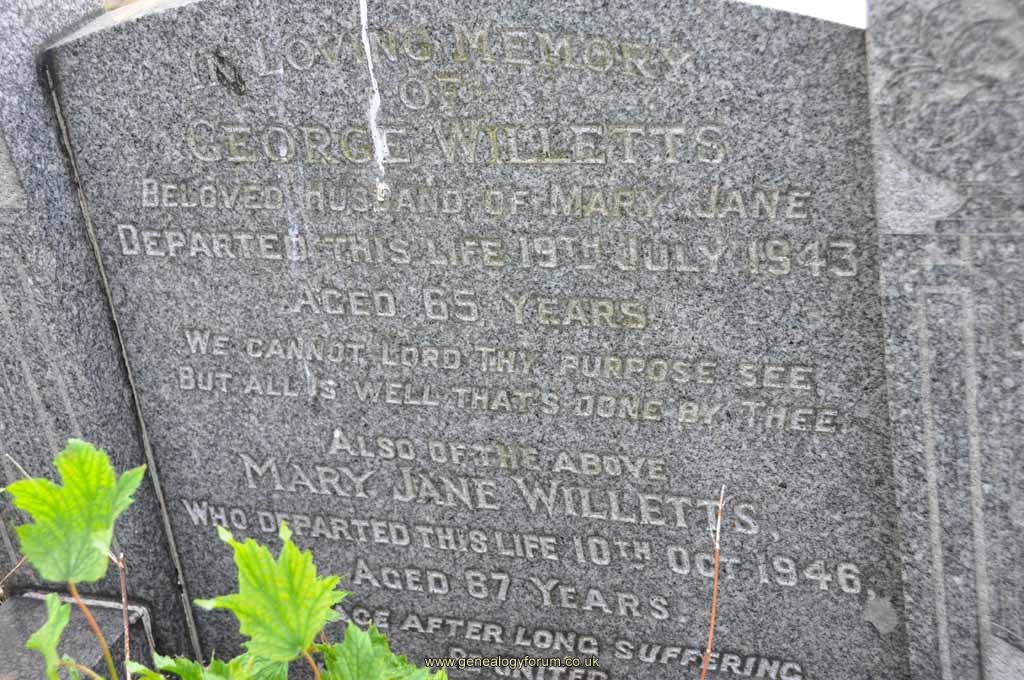 IN LOVING MEMORY
OF
GEORGE WILLETTS
BELOVED HUSBAND OF MARY JANE
DEPARTED THIS LIFE 19TH JULY 1943
AGED 65 YEARS
WE CANNOT LORD THY PURPOSE SEE
BUT ALL IS WELL THAT'S DONE BY THEE.
ALSO OF THE ABOVE
MARY JANE WILLETTS,
WHO DEPARTED THIS LIFE 10TH OCT 1946,
AGED 67 YEARS.
AFTER LONG SUFFERING
www.genealogyforum.co.uk